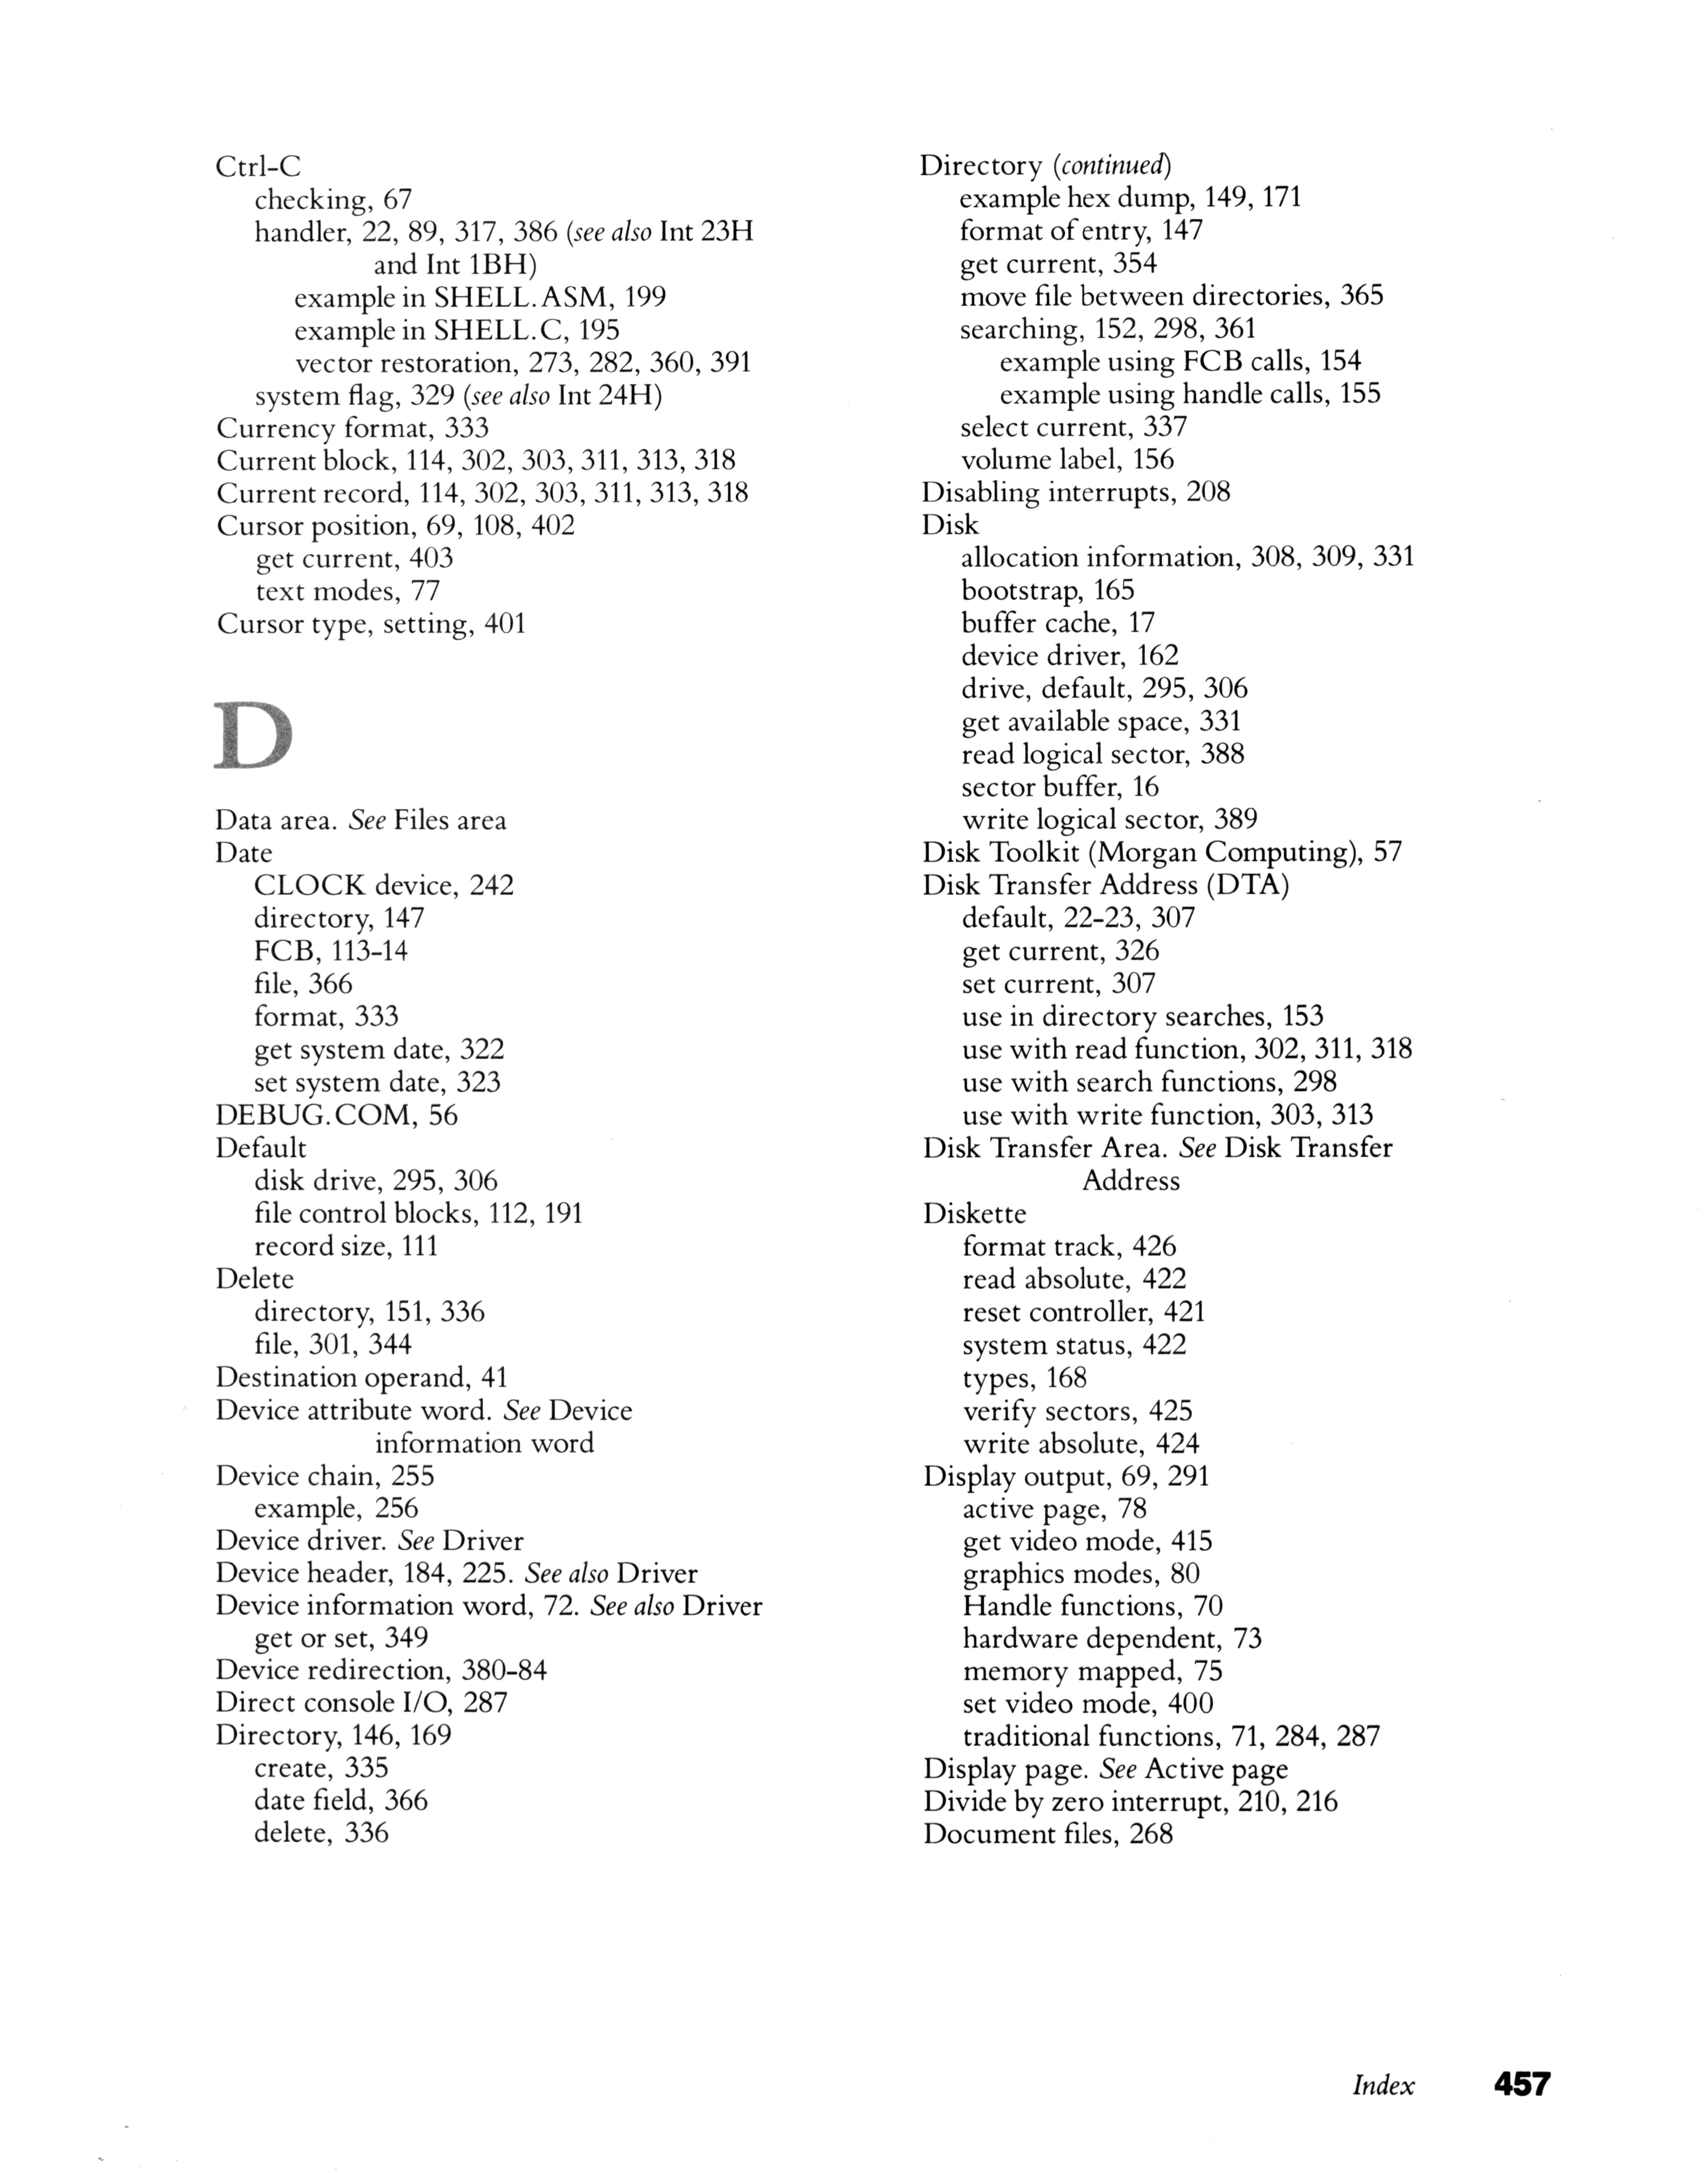 Ctrl-C
checking, 67
handler, 22, 89, 317, 386 (see also Int 23H
and Int 1BH)
example in SHELL.ASM, 199
example in SHELL.C, 195
vector restoration, 273, 282, 360, 391
system flag, 329 (see also Int 24H)
Currency format, 333
Current block, 114, 302, 303, 311, 313, 318
Current record, 114, 302, 303, 311, 313, 318
Cursor position, 69, 108, 402
get current, 403
text modes, 77
Cursor type, setting, 401
D
Data area. See Files area
Date
CLOCK device, 242
directory, 147
FCB, 113-14
file, 366
format, 333
get system date, 322
set system date, 323
DEBUG.COM, 56
Default
disk drive, 295, 306
file control blocks, 112, 191
record size, 111
Delete
directory, 151, 336
file, 301, 344
Destination operand, 41
Device attribute word. See Device
information word
Device chain, 255
example, 256
Device driver. See Driver
Device header, 184, 225. See also Driver
Device information word, 72. See also Driver
get or set, 349
Device redirection, 380-84
Direct console I/O, 287
Directory, 146, 169
create, 335
date field, 366
delete, 336
Directory (continued)
example hex dump, 149, 171
format of entry, 147
get current, 354
move file between directories, 365
searching, 152, 298, 361
example using FCB calls, 154
example using handle calls, 155
select current, 337
volume label, 156
Disabling interrupts, 208
Disk
allocation information, 308, 309, 331
bootstrap, 165
buffer cache, 17
device driver, 162
drive, default, 295, 306
get available space, 331
read logical sector, 388
sector buffer, 16
write logical sector, 389
Disk Toolkit (Morgan Computing), 57
Disk Transfer Address (DTA)
default, 22-23, 307
get current, 326
set current, 307
use in directory searches, 153
use with read function, 302, 311, 318
use with search functions, 298
use with write function, 303, 313
Disk Transfer Area. See Disk Transfer
Address
Diskette
format track, 426
read absolute, 422
reset controller, 421
system status, 422
types, 168
verify sectors, 425
write absolute, 424
Display output, 69, 291
active page, 78
get video mode, 415
graphics modes, 80
Handle functions, 70
hardware dependent, 73
memory mapped, 75
set video mode, 400
traditional functions, 71, 284, 287
Display page. See Active page
Divide by zero interrupt, 210, 216
Document files, 268
Index 457